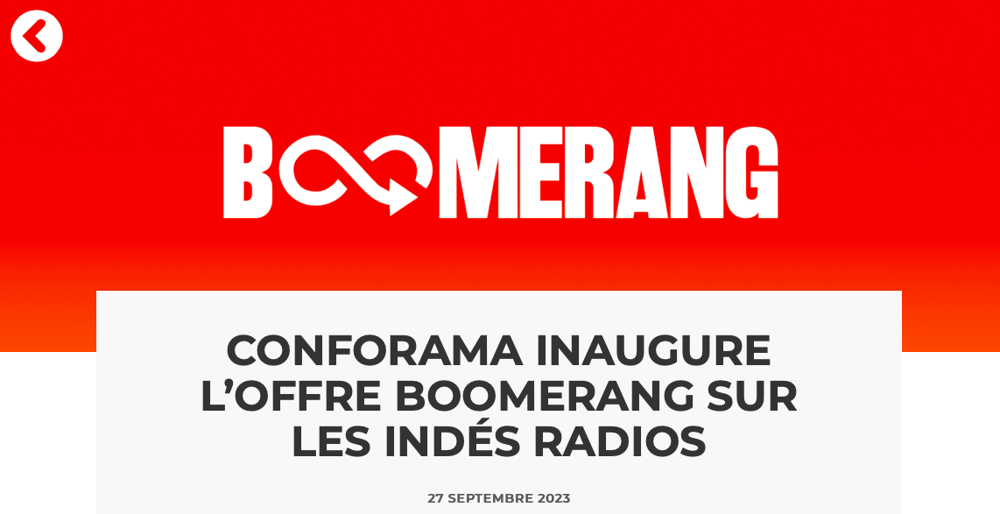 BOOMERANG
CONFORAMA INAUGURE
L’OFFRE BOOMERANG SUR
LES INDÉS RADIOS
27 SEPTEMBRE 2023